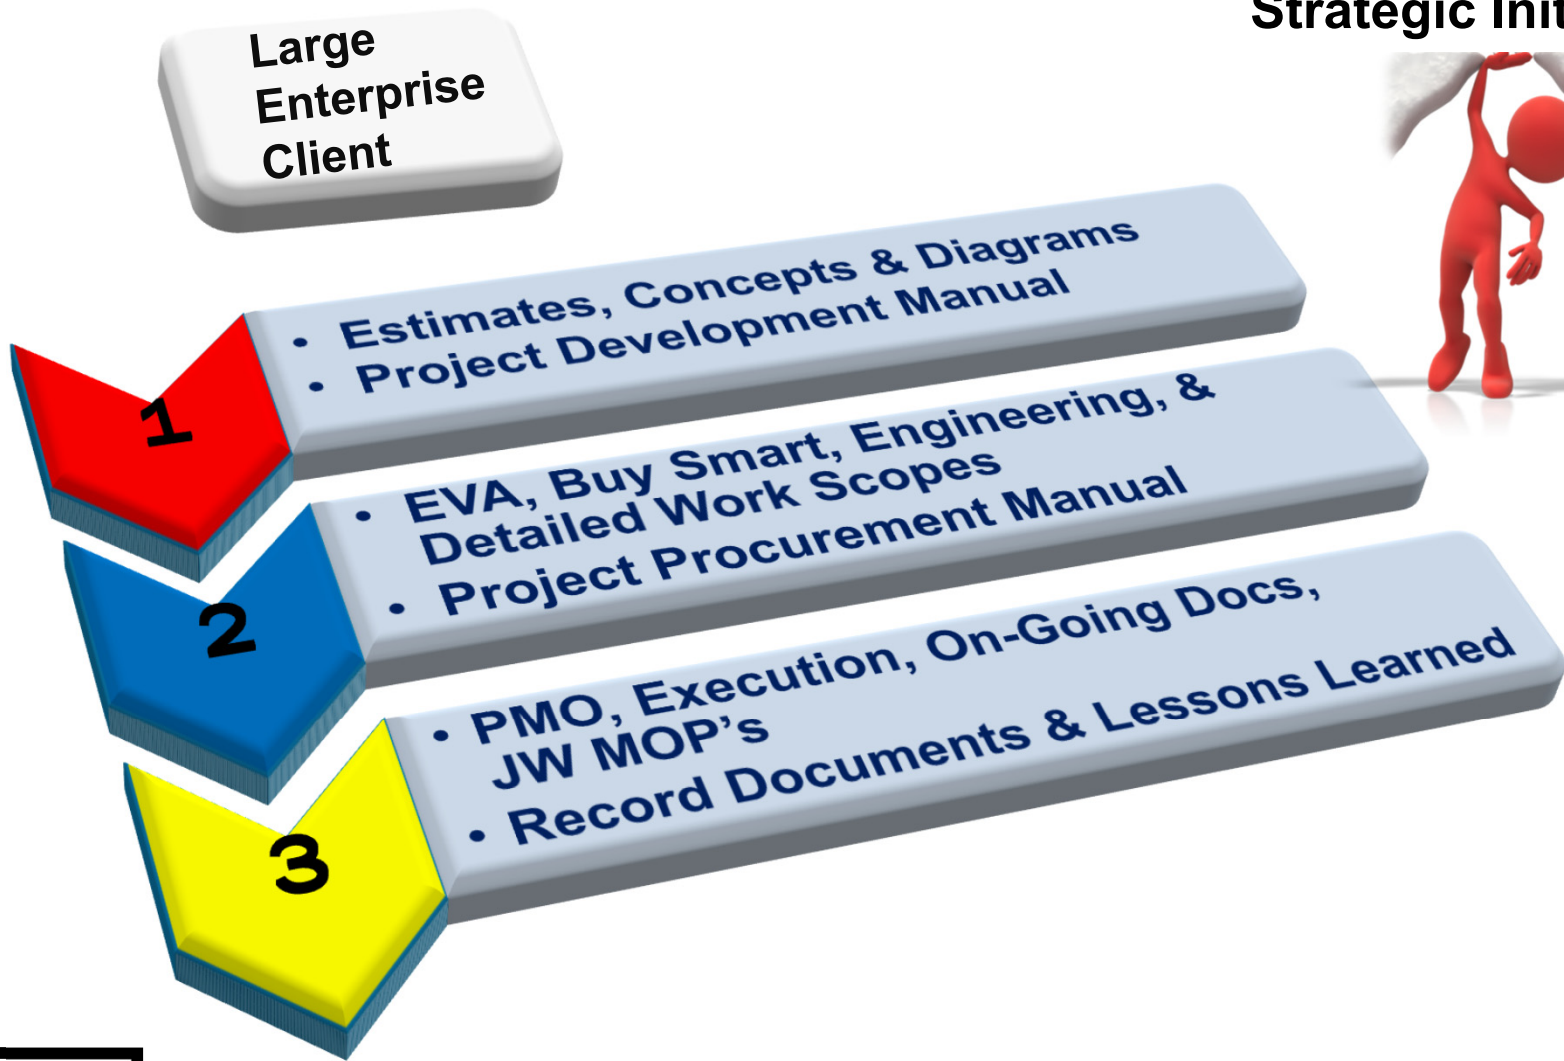 Strategic Init
Large
Enterprise
Client
1
• Estimates, Concepts & Diagrams
• Project Development Manual
2
• EVA, Buy Smart, Engineering, &
Detailed Work Scopes
• Project Procurement Manual
3
• PMO, Execution, On-Going Docs,
JW MOP’s
• Record Documents & Lessons Learned